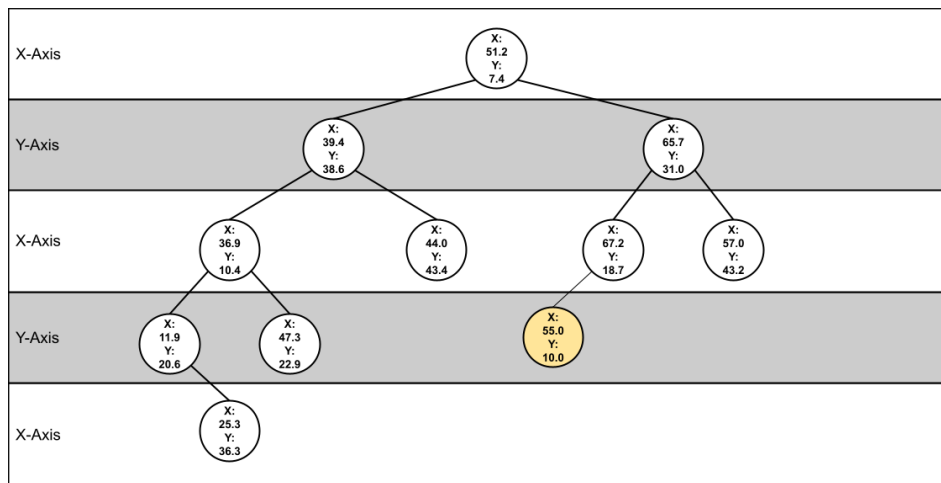 X-Axis
X:
51.2
Y:
7.4
Y-Axis
X:
39.4
Y:
38.6
X:
65.7
Y:
31.0
X-Axis
X:
36.9
Y:
10.4
X:
44.0
Y:
43.4
X:
67.2
Y:
18.7
X:
57.0
Y:
43.2
Y-Axis
X:
11.9
Y:
20.6
X:
47.3
Y:
22.9
X:
55.0
Y:
10.0
X-Axis
X:
25.3
Y:
36.3